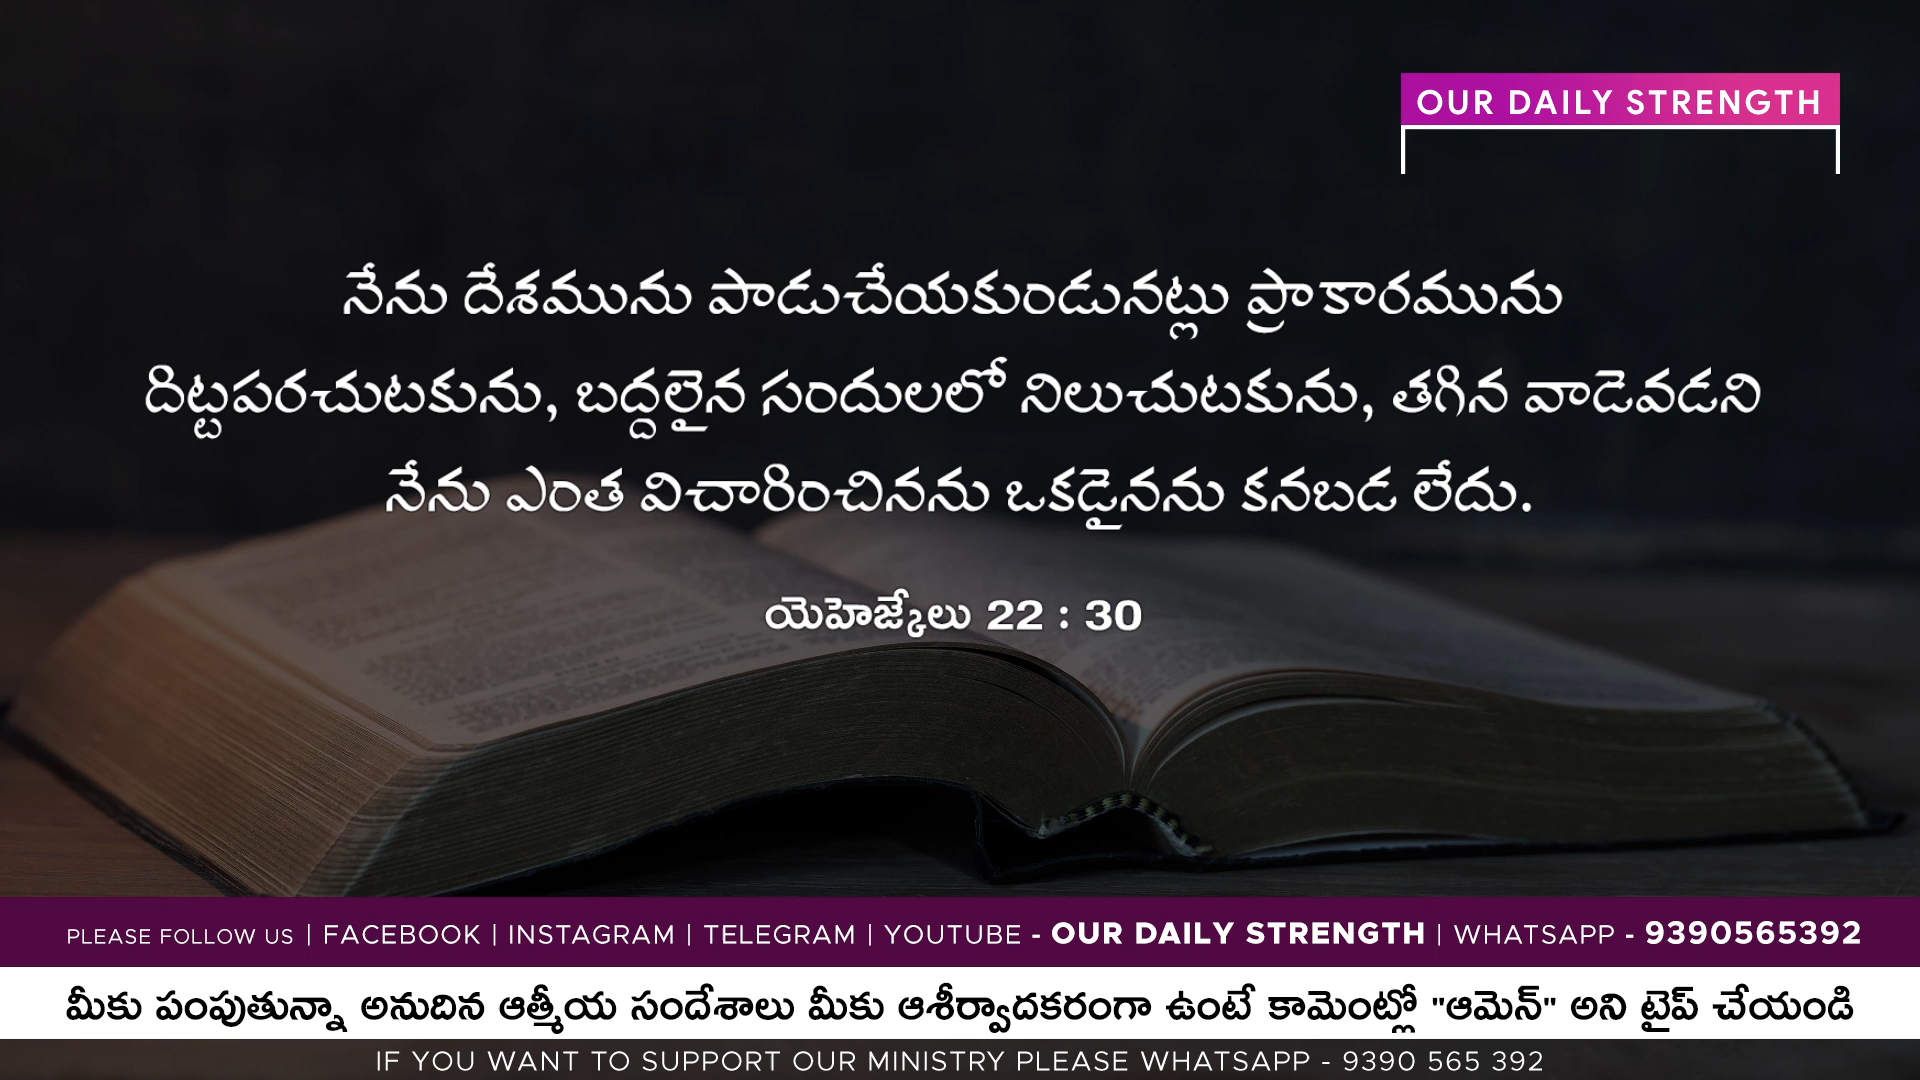 OUR DAILY STRENGTH
నేను దేశమును పాడుచేయకుండునట్లు ప్రాకారమును
దిట్టపరచుటకును, బద్దలైన సందులలో నిలుచుటకును, తగిన వాడెవడని
నేను ఎంత విచారించినను ఒకడైనను కనబడ లేదు.
యెహెజ్కేలు 22 : 30
PLEASE FOLLOW US | FACEBOOK | INSTAGRAM | TELEGRAM | YOUTUBE - OUR DAILY STRENGTH | WHATSAPP - 9390565392
మీకు పంపుతున్నా అనుదిన ఆత్మీయ సందేశాలు మీకు ఆశీర్వాదకరంగా ఉంటే కామెంట్లో "ఆమెన్" అని టైప్ చేయండి
IF YOU WANT TO SUPPORT OUR MINISTRY PLEASE WHATSAPP - 9390 565 392